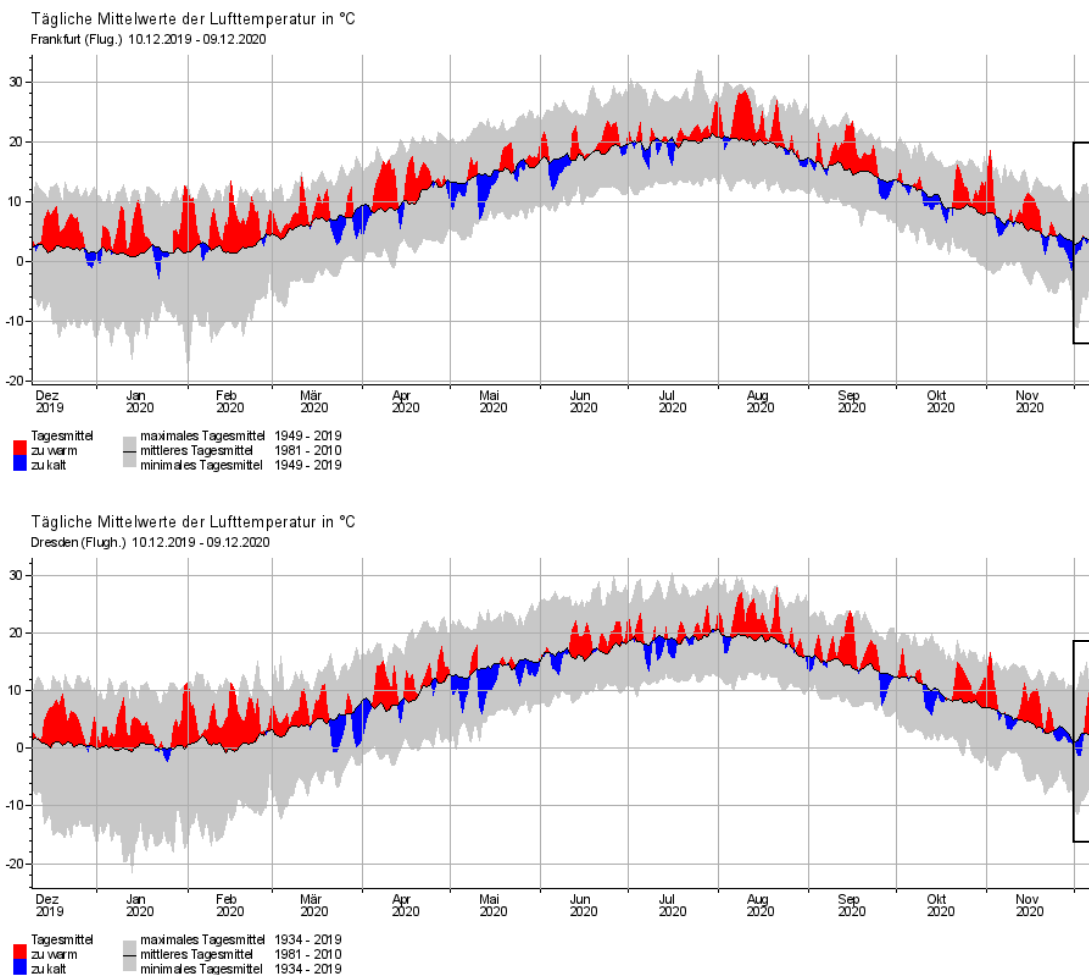 Tägliche Mittelwerte der Lufttemperatur in °C
Frankfurt (Flug.) 10.12.2019 - 09.12.2020
30
20
10
0
-10
-20
Dez Jan Feb Mär Apr Mai Jun Jul Aug Sep Okt Nov
2019 2020 2020 2020 2020 2020 2020 2020 2020 2020 2020 2020
Tagesmittel maximales Tagesmittel 1949 - 2019
zu warm mittleres Tagesmittel 1981 - 2010
zu kalt minimales Tagesmittel 1949 - 2019
Tägliche Mittelwerte der Lufttemperatur in °C
Dresden (Flugh.) 10.12.2019 - 09.12.2020
30
20
10
0
-10
-20
Dez Jan Feb Mär Apr Mai Jun Jul Aug Sep Okt Nov
2019 2020 2020 2020 2020 2020 2020 2020 2020 2020 2020 2020
Tagesmittel maximales Tagesmittel 1934 - 2019
zu warm mittleres Tagesmittel 1981 - 2010
zu kalt minimales Tagesmittel 1934 - 2019